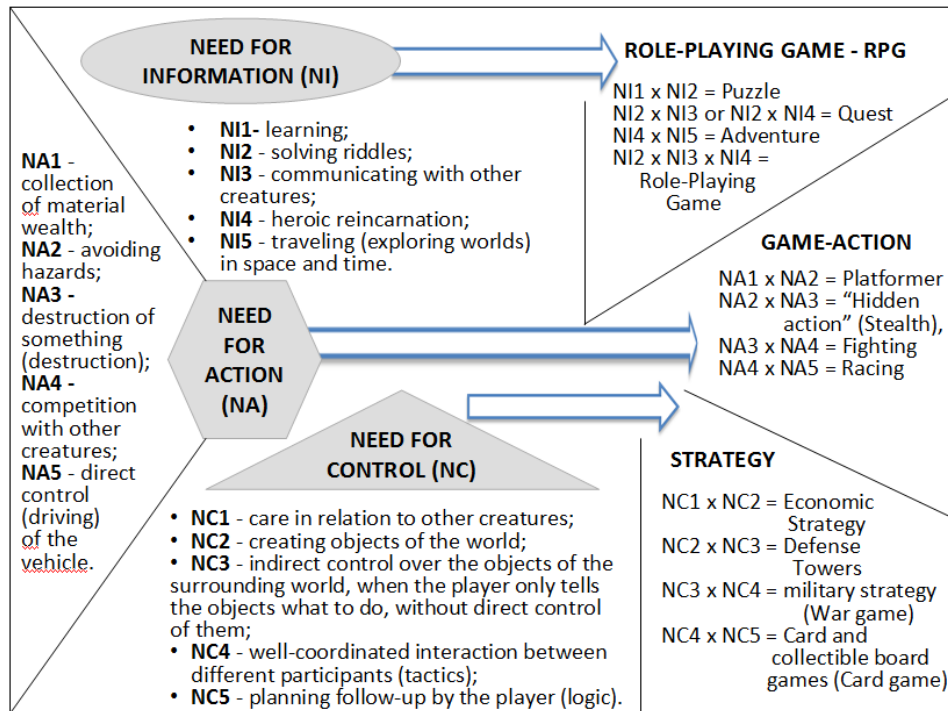 NEED FOR
INFORMATION (NI)
ROLE-PLAYING GAME - RPG
NI1 x NI2 = Puzzle
NI2 x NI3 or NI2 x NI4 = Quest
NI4 x NI5 = Adventure
NI2 x NI3 x NI4 =
Role-Playing
Game
• NI1- learning;
• NI2 - solving riddles;
• NI3 - communicating with other
creatures;
• NI4 - heroic reincarnation;
• NI5 - traveling (exploring worlds)
in space and time.
NA1 -
collection
of material
wealth;
NA2 - avoiding
hazards;
NA3 -
destruction of
something
(destruction);
NA4 -
competition
with other
creatures;
NA5 - direct
control
(driving)
of the
vehicle.
NEED
FOR
ACTION
(NA)
GAME-ACTION
NA1 x NA2 = Platformer
NA2 x NA3 = “Hidden
action” (Stealth),
NA3 x NA4 = Fighting
NA4 x NA5 = Racing
NEED FOR
CONTROL (NC)
• NC1 - care in relation to other creatures;
• NC2 - creating objects of the world;
• NC3 - indirect control over the objects of the
surrounding world, when the player only tells
the objects what to do, without direct control
of them;
• NC4 - well-coordinated interaction between
different participants (tactics);
• NC5 - planning follow-up by the player (logic).
STRATEGY
NC1 x NC2 = Economic
Strategy
NC2 x NC3 = Defense
Towers
NC3 x NC4 = military strategy
(War game)
NC4 x NC5 = Card and
collectible board
games (Card game)